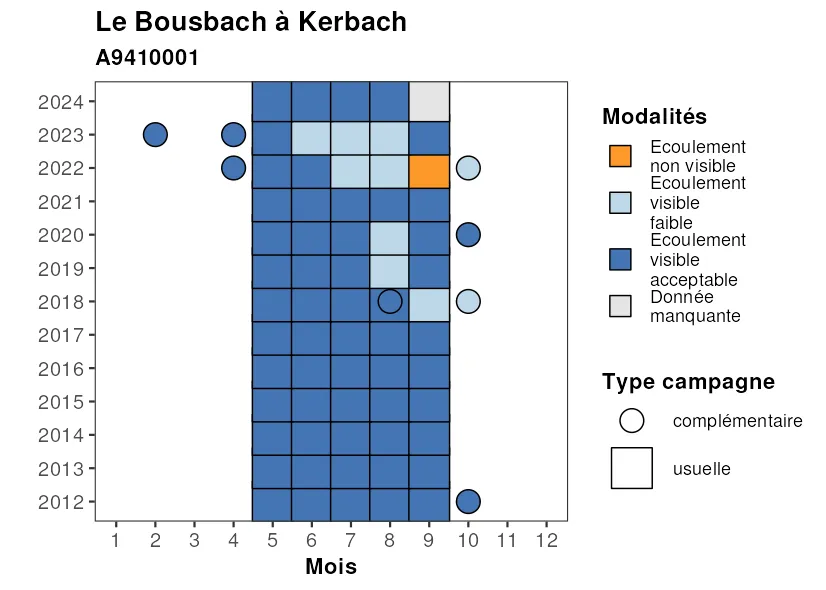 Le Bousbach à Kerbach
A9410001
2024
2023
2022
2021
2020
2019
2018
2017
2016
2015
2014
2013
2012
1 2 3 4 5 6 7 8 9 10 11 12
Mois
Modalités
Ecoulement
non visible
Ecoulement
visible
faible
Ecoulement
visible
acceptable
Donnée
manquante
Type campagne
complémentaire
usuelle